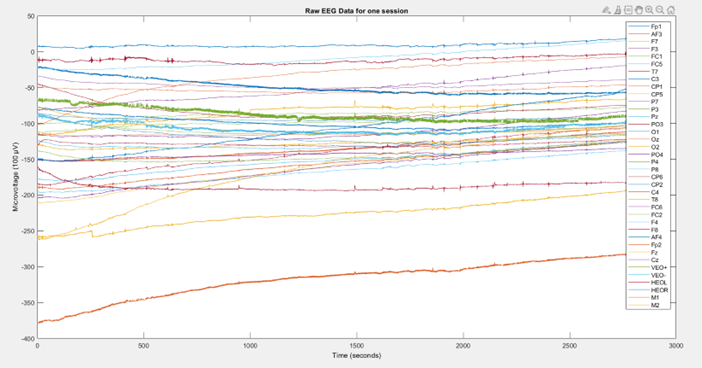 Raw EEG Data for one session
50
0
-50
-100
-150
-200
-250
-300
-350
-400
0
500
1000
1500
2000
2500
3000
Microvoltage (100 µV)
Time (seconds)
Fp1
AF3
F7
F3
FC1
FC5
T7
C3
CP1
CP5
P7
P3
Pz
PO3
O1
Oz
O2
PO4
P4
P8
CP6
CP2
C4
T8
FC6
FC2
F4
F8
AF4
Fp2
Fz
Cz
VEO+
VEO-
HEOL
HEOR
M1
M2